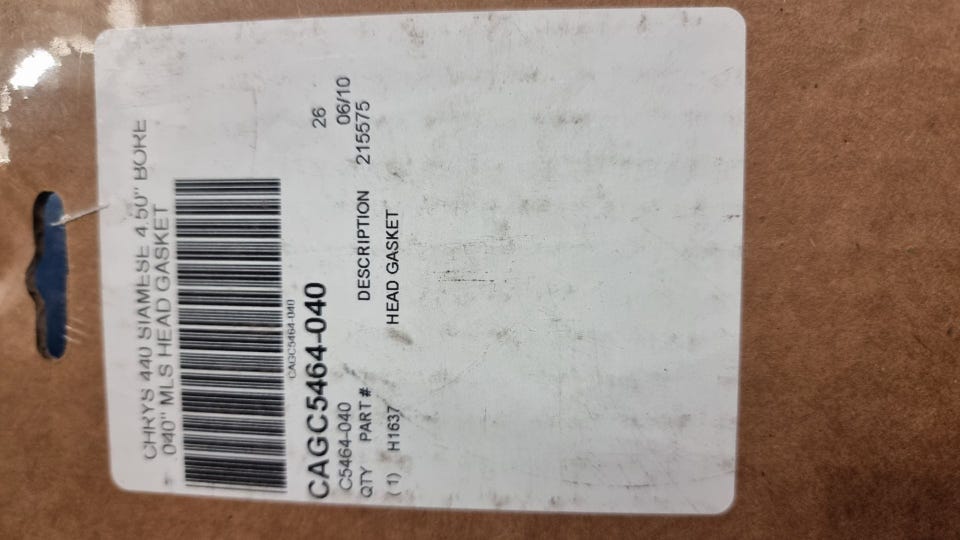 CHRYS 440 SIAMESE 4.50" BORE
.040" MLS HEAD GASKET
CAGC5464-040
CAGC5464-040 26
C5464-040 06/10
QTY PART # DESCRIPTION 215575
(1) H1637 HEAD GASKET